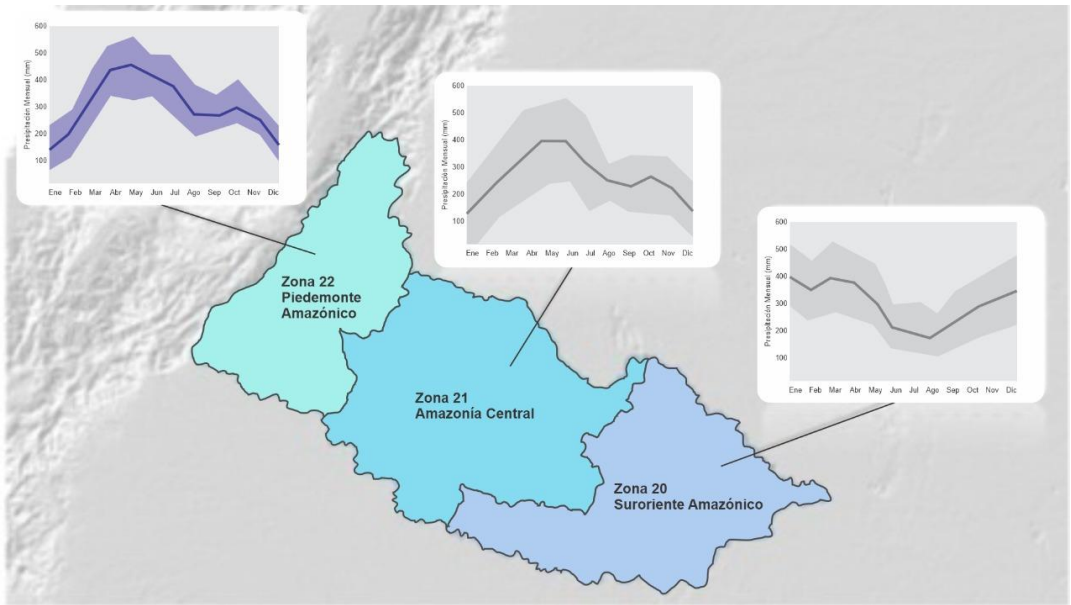 Precipitación Mensual (mm)
600
500
400
300
200
100
Ene Feb Mar Abr May Jun Jul Ago Sep Oct Nov Dic
Precipitación Mensual (mm)
600
500
400
300
200
100
Ene Feb Mar Abr May Jun Jul Ago Sep Oct Nov Dic
Precipitación Mensual (mm)
600
500
400
300
200
100
Ene Feb Mar Abr May Jun Jul Ago Sep Oct Nov Dic
Zona 22
Piedemonte
Amazónico
Zona 21
Amazonía Central
Zona 20
Suroriente Amazónico